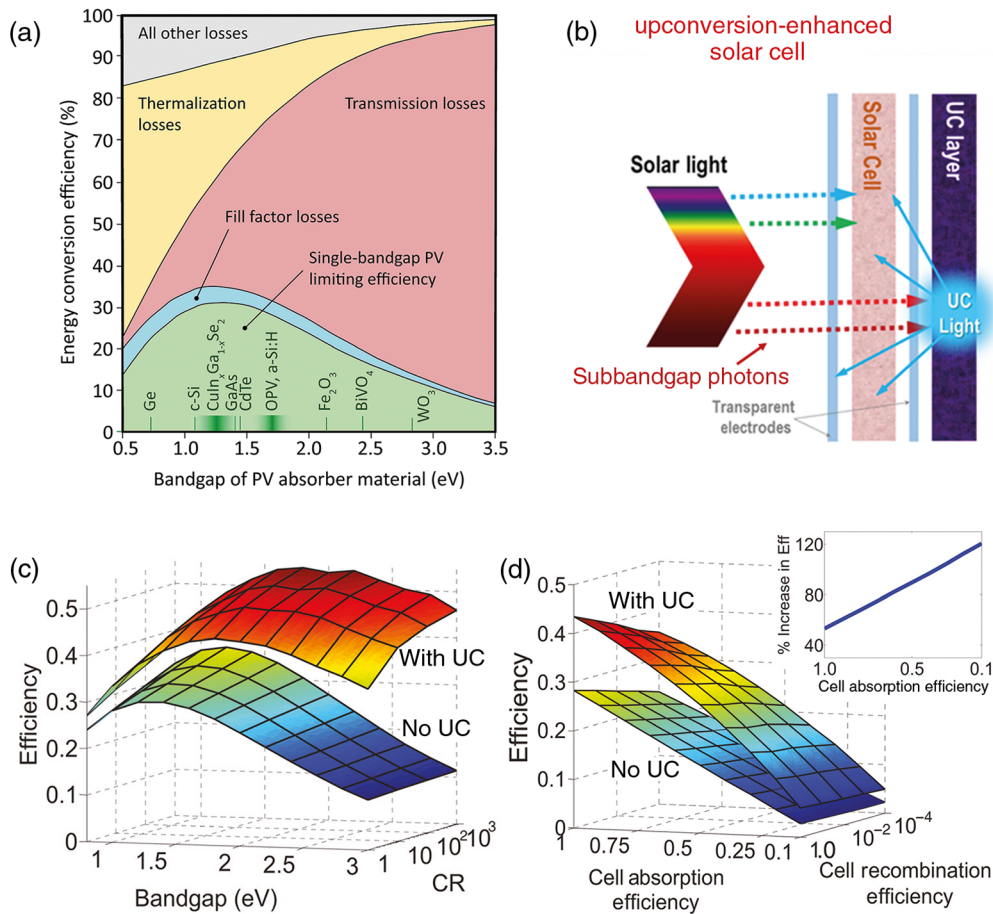 (a)
100
90
80
70
60
50
40
30
20
10
0
Energy conversion efficiency (%)
All other losses
Thermalization
losses
Transmission losses
Fill factor losses
Single-bandgap PV
limiting efficiency
Ge
c-Si
CuInxGa1-xSe2
GaAs
CdTe
OPV, a-Si:H
Fe2O3
BiVO4
WO3
0.5 1.0 1.5 2.0 2.5 3.0 3.5
Bandgap of PV absorber material (eV)
(b)
upconversion-enhanced
solar cell
Solar light
Solar Cell
UC layer
UC
Light
Subbandgap photons
Transparent
electrodes
(c)
0.5
0.4
0.3
0.2
0.1
0
Efficiency
With UC
No UC
1 1.5 2 2.5 3
Bandgap (eV)
1 10 10² 10³
CR
(d)
0.5
0.4
0.3
0.2
0.1
0
Efficiency
With UC
No UC
1 0.75 0.5 0.25 0.1
Cell absorption
efficiency
1.0 10⁻² 10⁻⁴
Cell recombination
efficiency
120
80
40
% Increase in Eff
1.0 0.5 0.1
Cell absorption efficiency